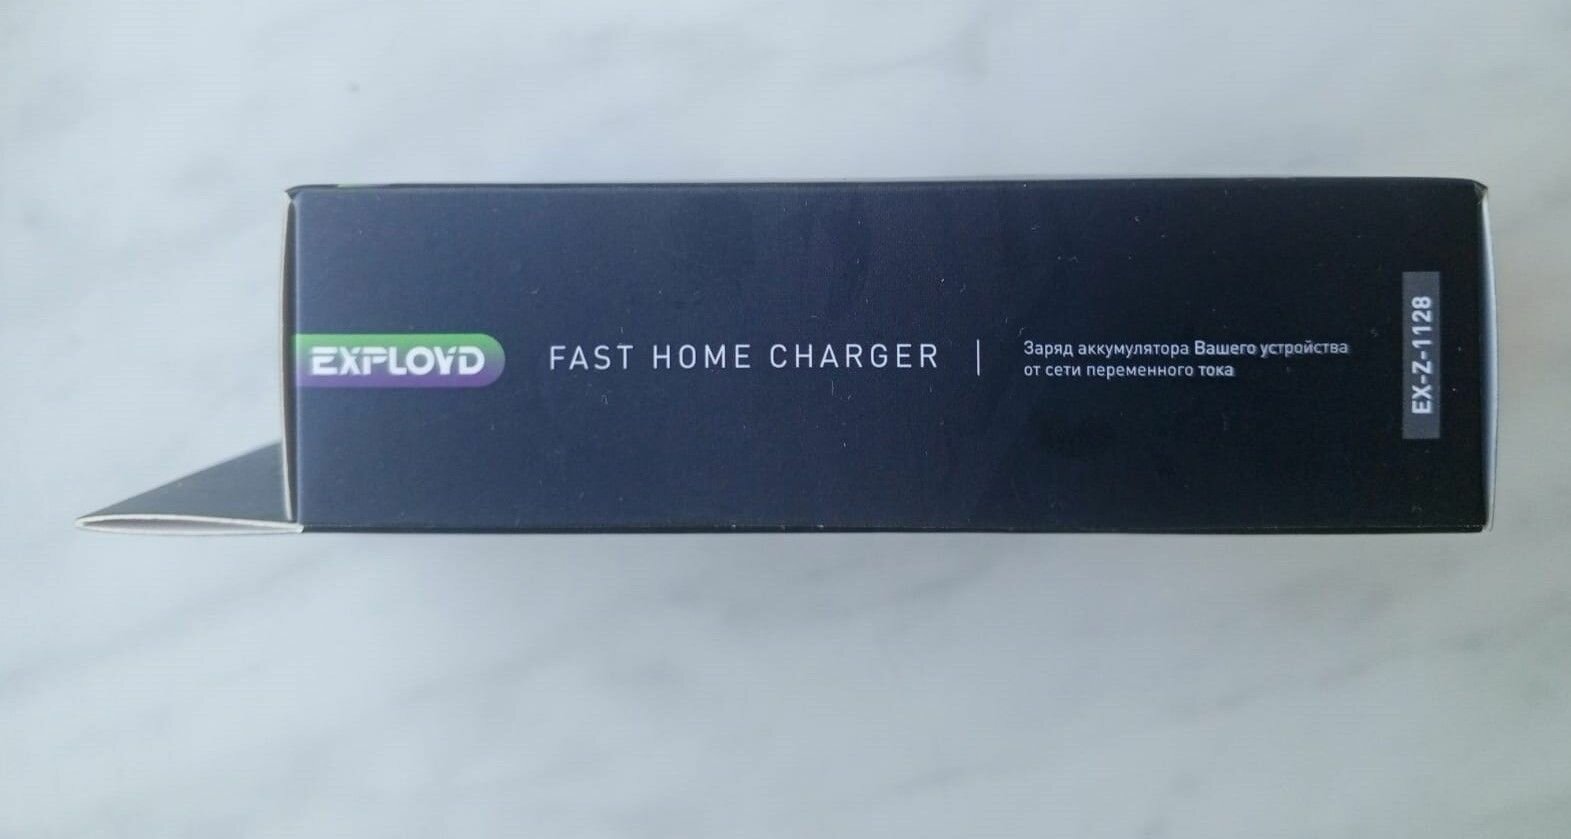 EXPLOYD
FAST HOME CHARGER
Заряд аккумулятора Вашего устройства
от сети переменного тока
EX-Z-1128